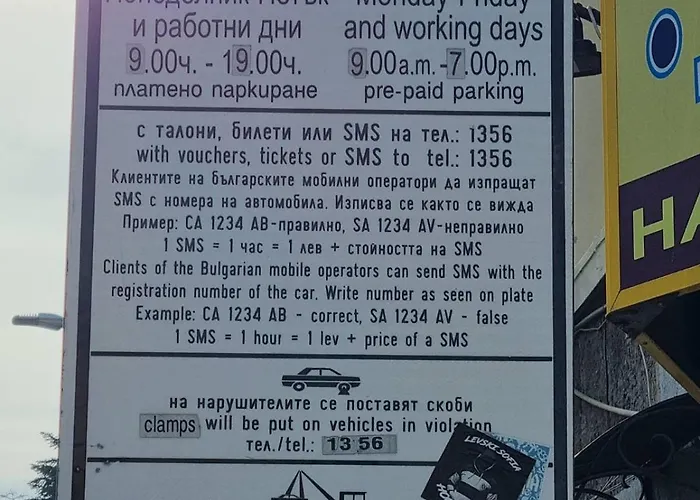 Понеделник-Петък Monday-Friday
и работни дни and working days
9.00ч. - 19.00ч. 9.00a.m.-7.00p.m.
платено паркиране pre-paid parking
с талони, билети или SMS на тел.: 1356
with vouchers, tickets or SMS to tel.: 1356
Клиентите на българските мобилни оператори да изпращат
SMS с номера на автомобила. Изписва се както се вижда
Пример: CA 1234 AB-правилно, SA 1234 AV-неправилно
1 SMS = 1 час = 1 лев + стойността на SMS
Clients of the Bulgarian mobile operators can send SMS with the
registration number of the car. Write number as seen on plate
Example: CA 1234 AB - correct, SA 1234 AV - false
1 SMS = 1 hour = 1 lev + price of a SMS
на нарушителите се поставят скоби
clamps will be put on vehicles in violation
тел./tel.: 1356
LEVSKI SOFIA
НА